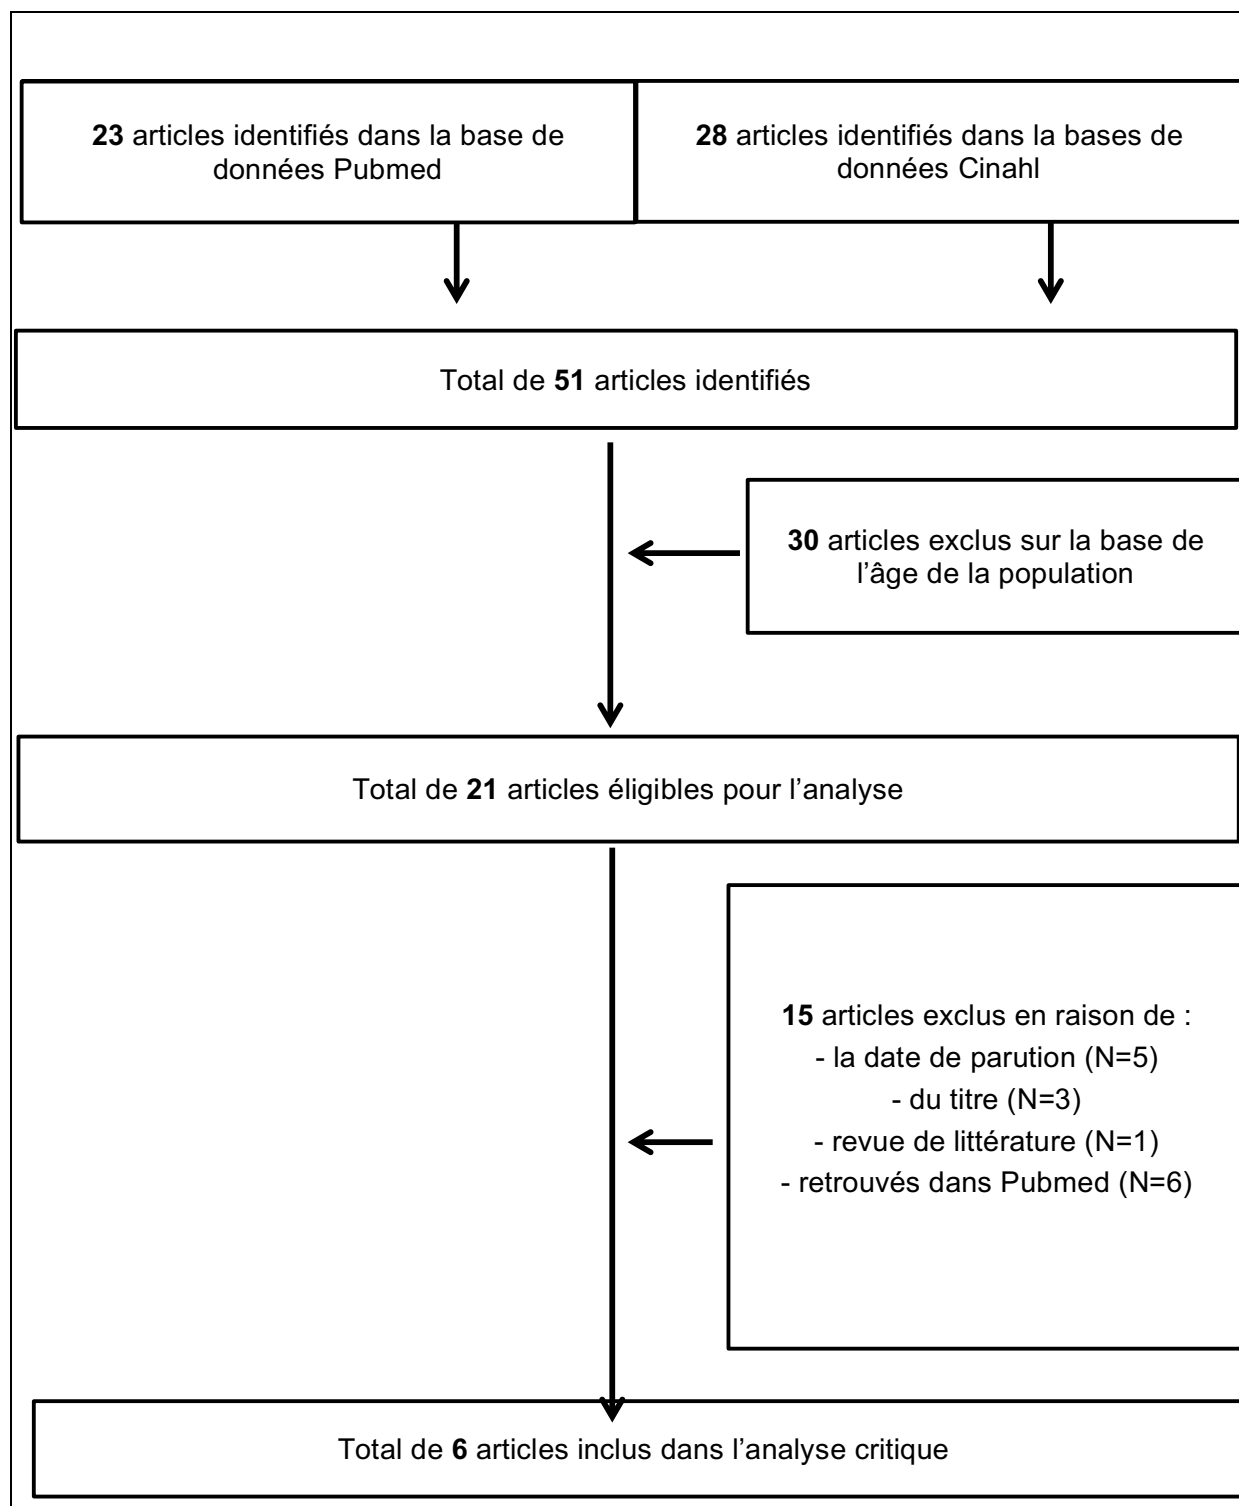 23 articles identifiés dans la base de
données Pubmed
28 articles identifiés dans la bases de
données Cinahl
Total de 51 articles identifiés
30 articles exclus sur la base de
l’âge de la population
Total de 21 articles éligibles pour l’analyse
15 articles exclus en raison de :
- la date de parution (N=5)
- du titre (N=3)
- revue de littérature (N=1)
- retrouvés dans Pubmed (N=6)
Total de 6 articles inclus dans l’analyse critique